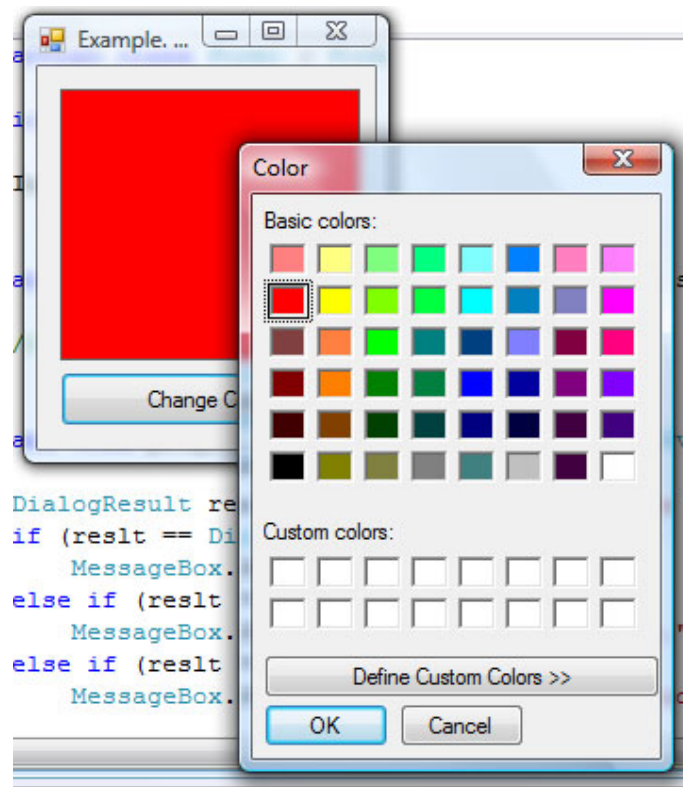 Example. ...
Color
Basic colors:
Change C
DialogResult re
if (reslt == Di
Custom colors:
MessageBox.
else if (reslt
MessageBox.
else if (reslt
Define Custom Colors >>
MessageBox.
OK
Cancel